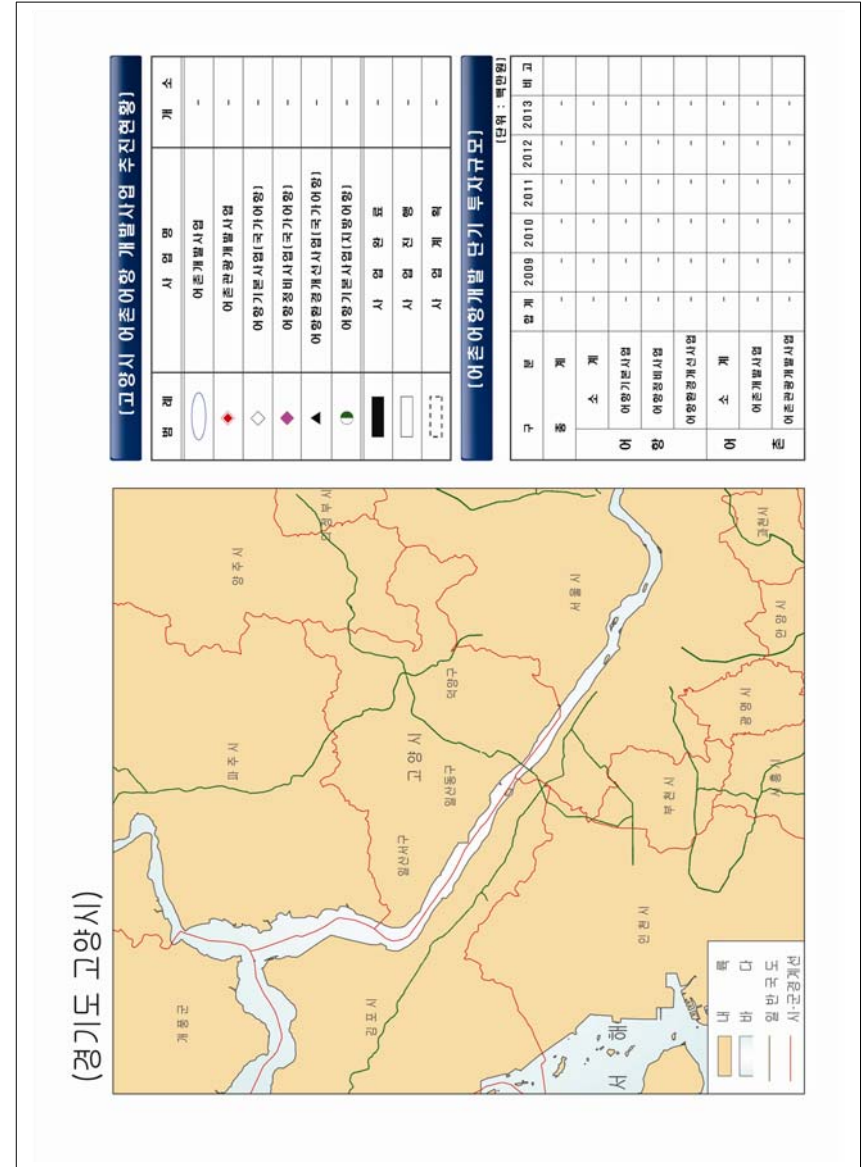 (경기도 고양시)
개풍군
파주시
양주시
의정부시
김포시
일산서구
고양시
일산동구
덕양구
서울시
인천시
부천시
광명시
안양시
과천시
시흥시
서 해
내 륙
바 다
일반국도
시·군경계선
[고양시 어촌어항 개발사업 추진현황]
범 례 사 업 명 개 소
어촌개발사업 -
어촌관광개발사업 -
어항기본사업(국가어항) -
어항정비사업(국가어항) -
어항환경개선사업(국가어항) -
어항기본사업(지방어항) -
사 업 완 료 -
사 업 진 행 -
사 업 계 획 -
[어촌어항개발 단기 투자규모]
(단위 : 백만원)
구 분 합 계 2009 2010 2011 2012 2013 비 고
총 계 - - - - - -
어 항
소 계 - - - - - -
어항기본사업 - - - - - -
어항정비사업 - - - - - -
어항환경개선사업 - - - - - -
어 촌
소 계 - - - - - -
어촌개발사업 - - - - - -
어촌관광개발사업 - - - - - -